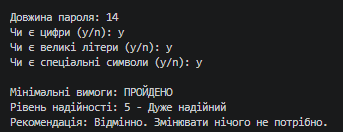 Довжина пароля: 14
Чи є цифри (y/n): y
Чи є великі літери (y/n): y
Чи є спеціальні символи (y/n): y
Мінімальні вимоги: ПРОЙДЕНО
Рівень надійності: 5 - Дуже надійний
Рекомендація: Відмінно. Змінювати нічого не потрібно.